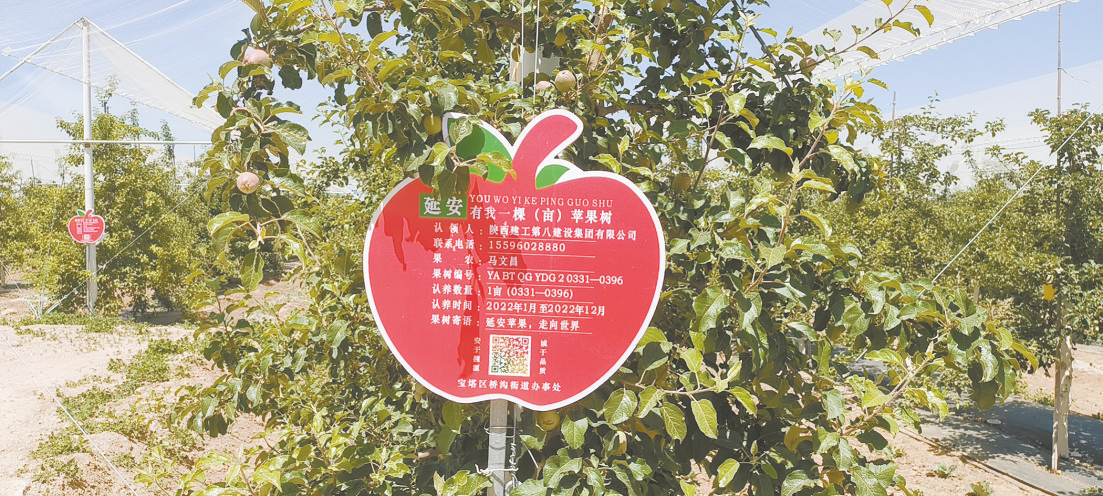 延安
YOU WO YI KE PING GUO SHU
有我一棵（亩）苹果树
认 领 人：陕西建工第八建设集团有限公司
联系电话：15596028880
果 农：马文昌
果树编号：YA BT QG YDG 2 0331—0396
认养数量：1亩（0331—0396）
认养时间：2022年1月至2022年12月
果树寄语：延安苹果，走向世界
诚于品质
宝塔区桥沟街道办事处